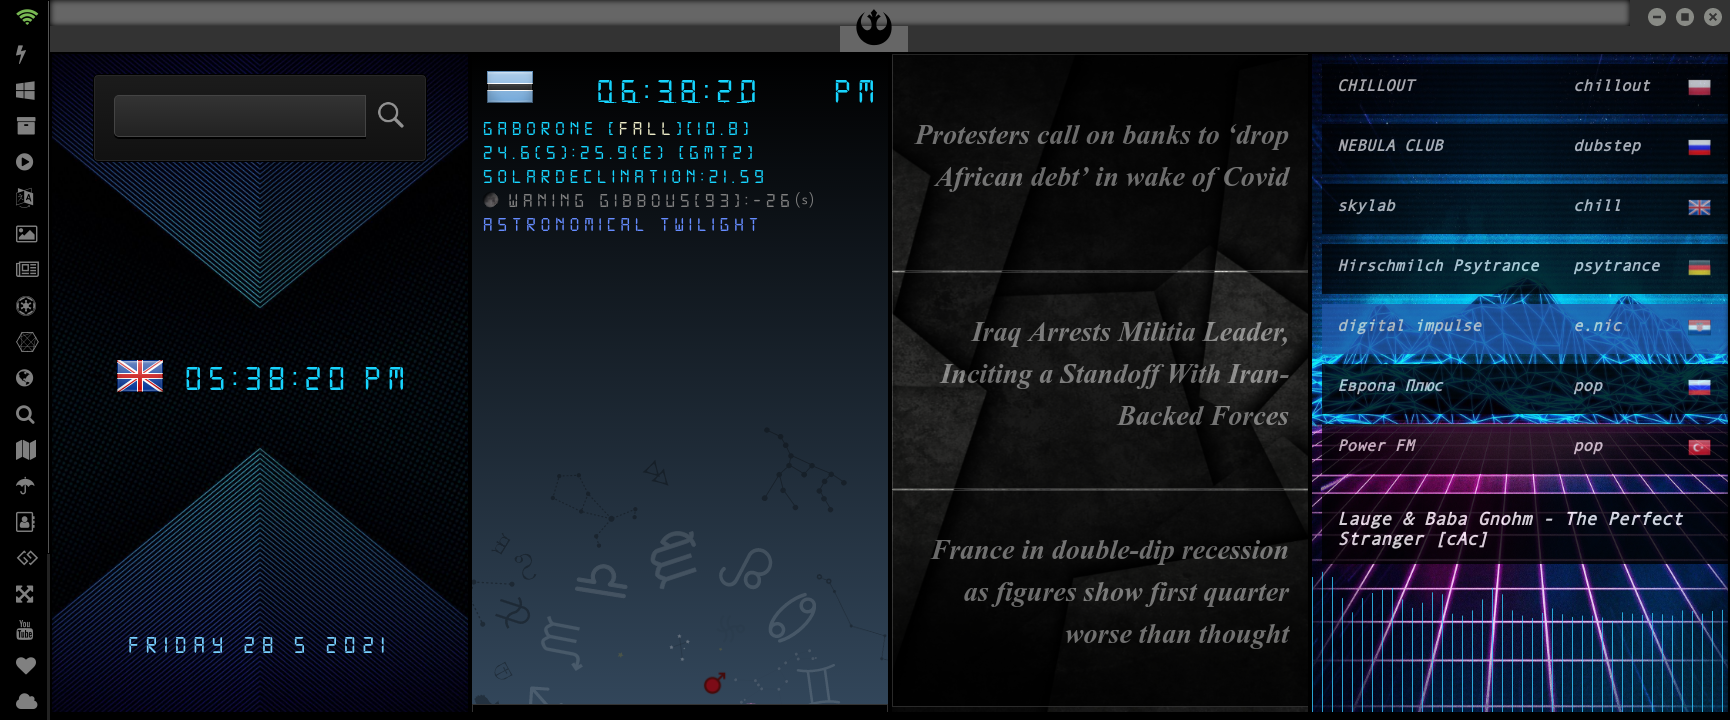 05:38:20 PM
FRIDAY 28 5 2021
06:38:20 PM
GABORONE [FALL][10.8]
24.6(S):25.9(E) [GMT2]
SOLARDECLINATION:21.59
WANING GIBBOUS[93]:-26(s)
ASTRONOMICAL TWILIGHT
Protesters call on banks to ‘drop
African debt’ in wake of Covid
Iraq Arrests Militia Leader,
Inciting a Standoff With Iran-
Backed Forces
France in double-dip recession
as figures show first quarter
worse than thought
CHILLOUT chillout
NEBULA CLUB dubstep
skylab chill
Hirschmilch Psytrance psytrance
digital impulse e.nic
Европа Плюс pop
Power FM pop
Lauge & Baba Gnohm - The Perfect
Stranger [cAc]
You
Tube